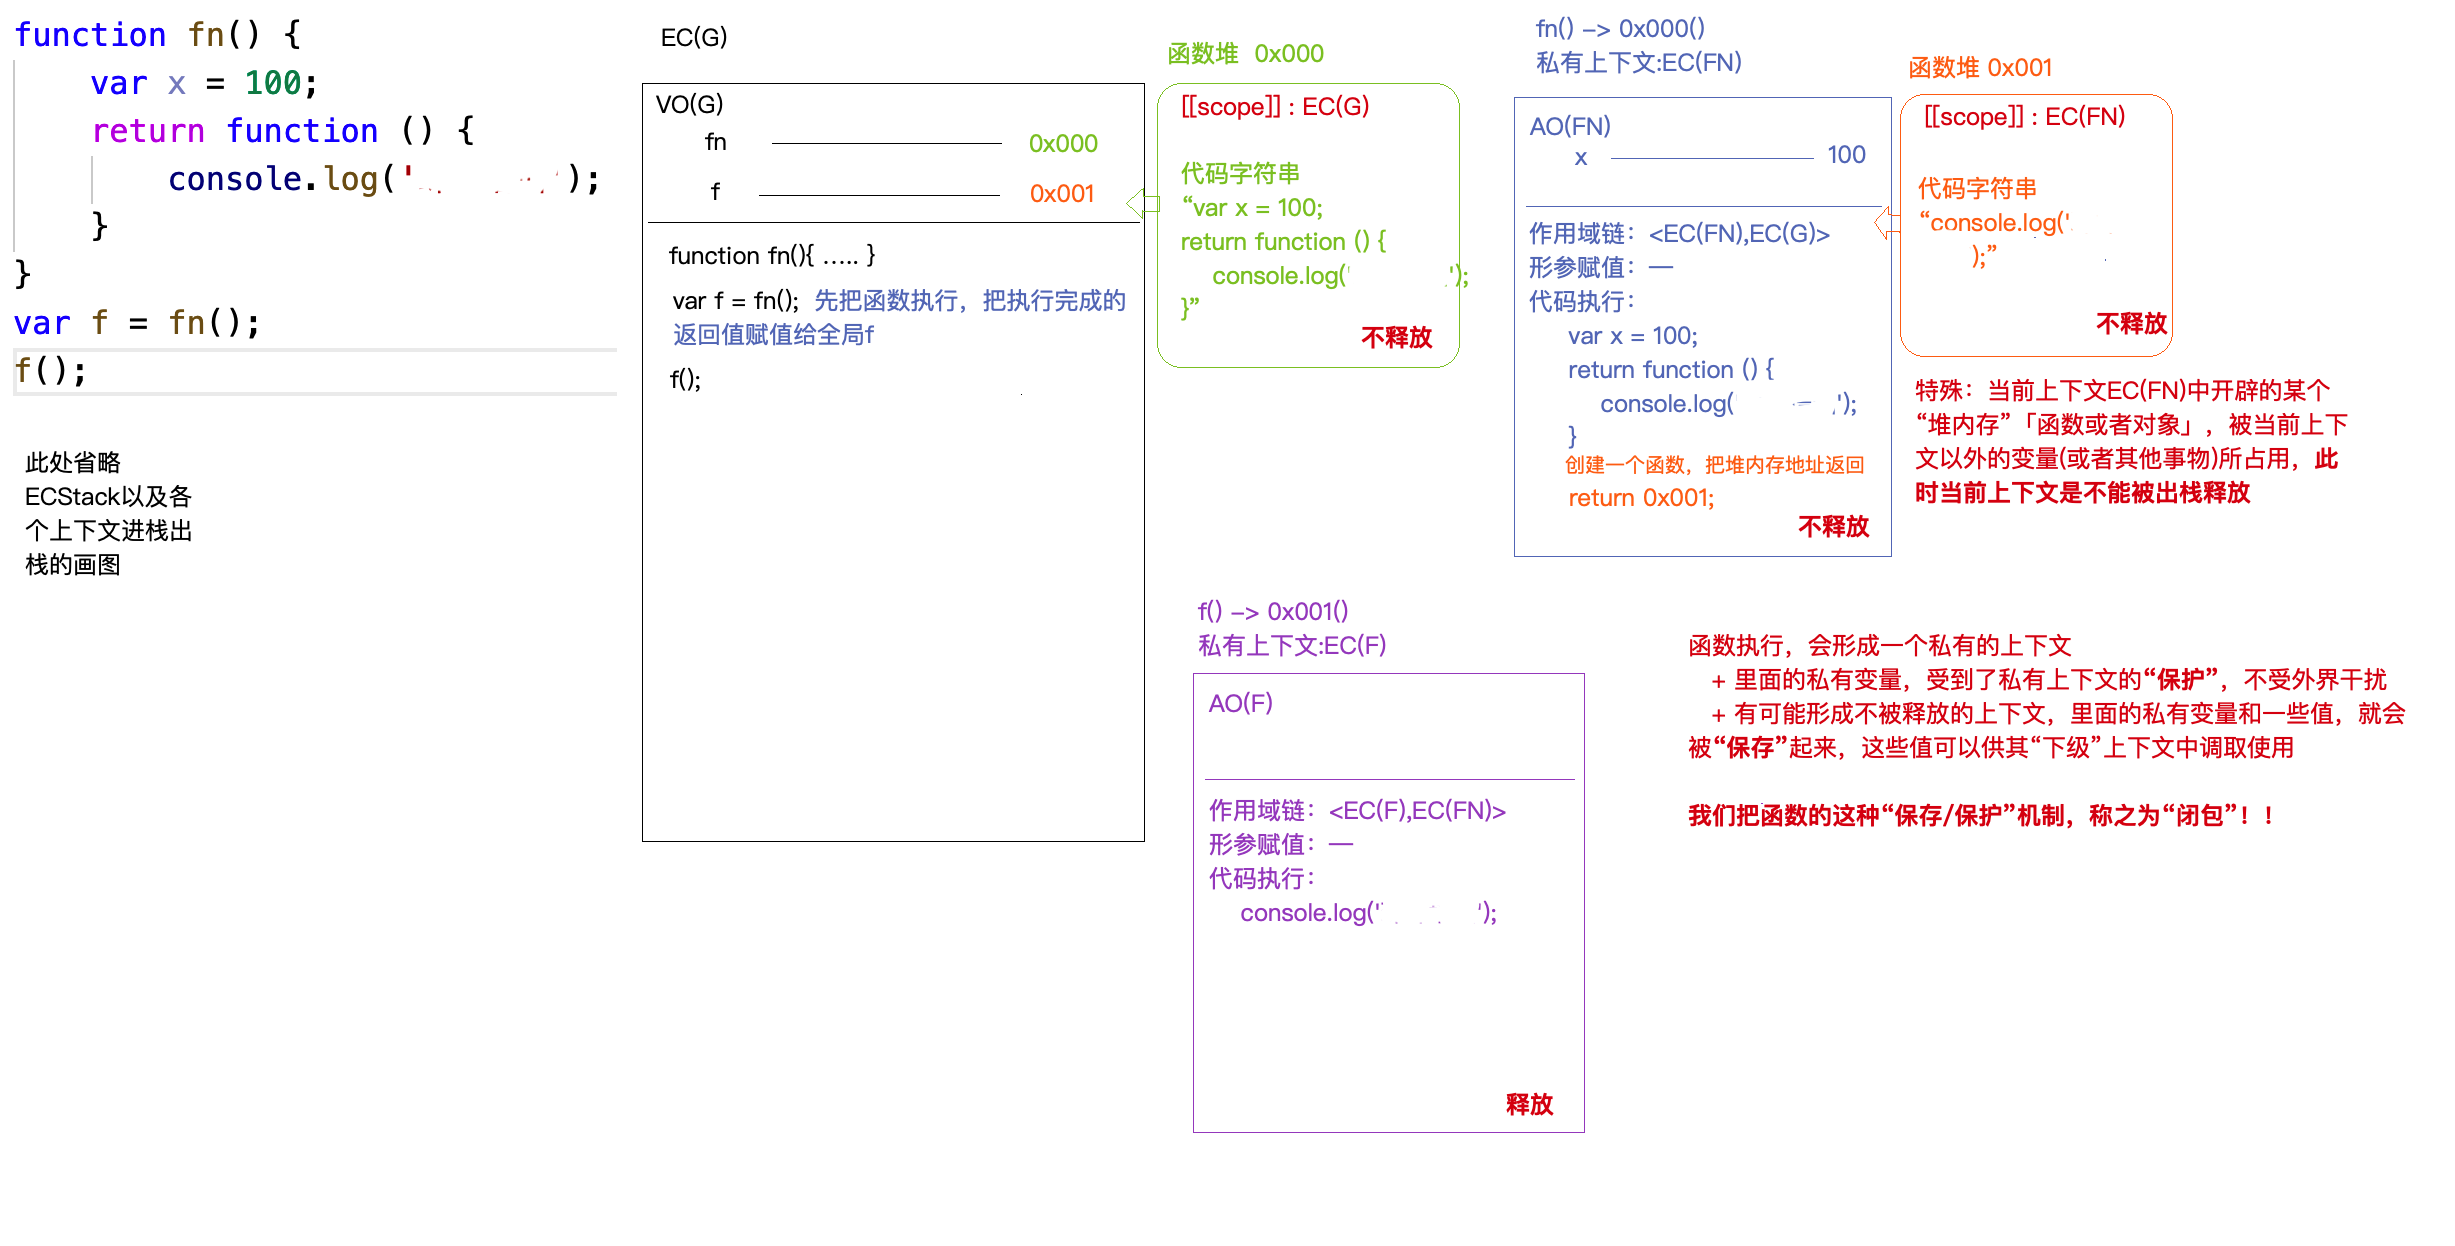 function fn() {
var x = 100;
return function () {
console.log(' ');
}
}
var f = fn();
f();
此处省略
ECStack以及各
个上下文进栈出
栈的画图
EC(G)
VO(G)
fn 0x000
f 0x001
function fn(){ ..... }
var f = fn(); 先把函数执行，把执行完成的
返回值赋值给全局f
f();
函数堆 0x000
[[scope]] : EC(G)
代码字符串
“var x = 100;
return function () {
console.log(' ');
}”
不释放
fn() -> 0x000()
私有上下文:EC(FN)
AO(FN)
x 100
作用域链：<EC(FN),EC(G)>
形参赋值：—
代码执行：
var x = 100;
return function () {
console.log( ');
}
创建一个函数，把堆内存地址返回
return 0x001;
不释放
函数堆 0x001
[[scope]] : EC(FN)
代码字符串
“console.log('
);”
不释放
特殊：当前上下文EC(FN)中开辟的某个
“堆内存”「函数或者对象」，被当前上下
文以外的变量(或者其他事物)所占用，此
时当前上下文是不能被出栈释放
f() -> 0x001()
私有上下文:EC(F)
AO(F)
作用域链：<EC(F),EC(FN)>
形参赋值：—
代码执行：
console.log(' ');
释放
函数执行，会形成一个私有的上下文
+ 里面的私有变量，受到了私有上下文的“保护”，不受外界干扰
+ 有可能形成不被释放的上下文，里面的私有变量和一些值，就会
被“保存”起来，这些值可以供其“下级”上下文中调取使用
我们把函数的这种“保存/保护”机制，称之为“闭包”！！